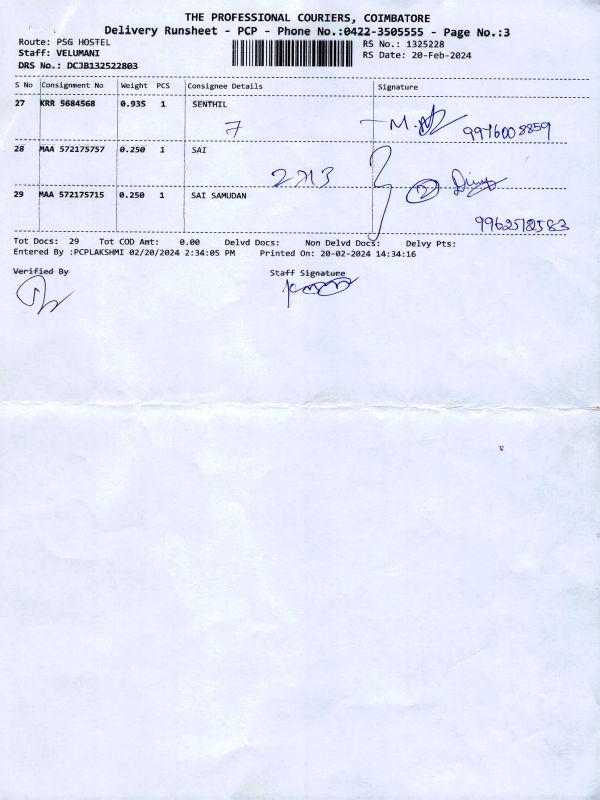 THE PROFESSIONAL COURIERS, COIMBATORE
Delivery Runsheet - PCP - Phone No.:0422-3505555 - Page No.:3
Route: PSG HOSTEL
RS No.: 1325228
Staff: VELUMANI
RS Date: 20-Feb-2024
DRS No.: DCJB132522803
S No Consignment No Weight PCS Consignee Details Signature
27 KRR 5684568 0.935 1 SENTHIL
7 9976008859
28 MAA 572175757 0.250 1 SAI
2
29 MAA 572175715 0.250 1 SAI SAMUDAN
Tot Docs: 29 Tot COD Amt: 0.00 Delvd Docs: Non Delvd Docs: Delvy Pts:
Entered By :PCPLAKSHMI 02/20/2024 2:34:05 PM Printed On: 20-02-2024 14:34:16
Verified By Staff Signature